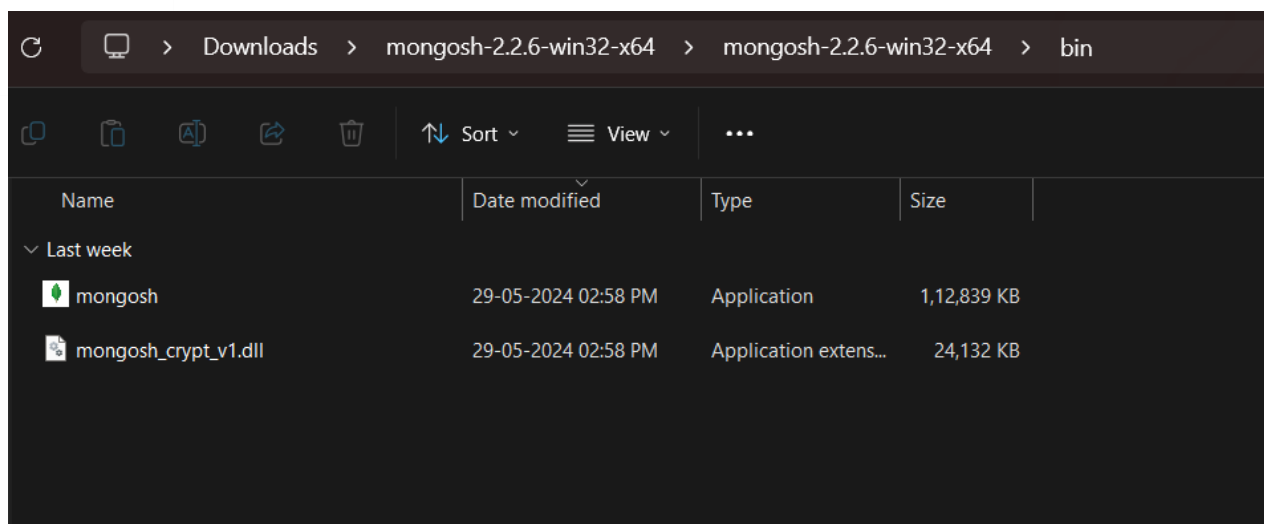 Downloads > mongosh-2.2.6-win32-x64 > mongosh-2.2.6-win32-x64 > bin
Sort View
Name Date modified Type Size
Last week
mongosh 29-05-2024 02:58 PM Application 1,12,839 KB
mongosh_crypt_v1.dll 29-05-2024 02:58 PM Application extens... 24,132 KB